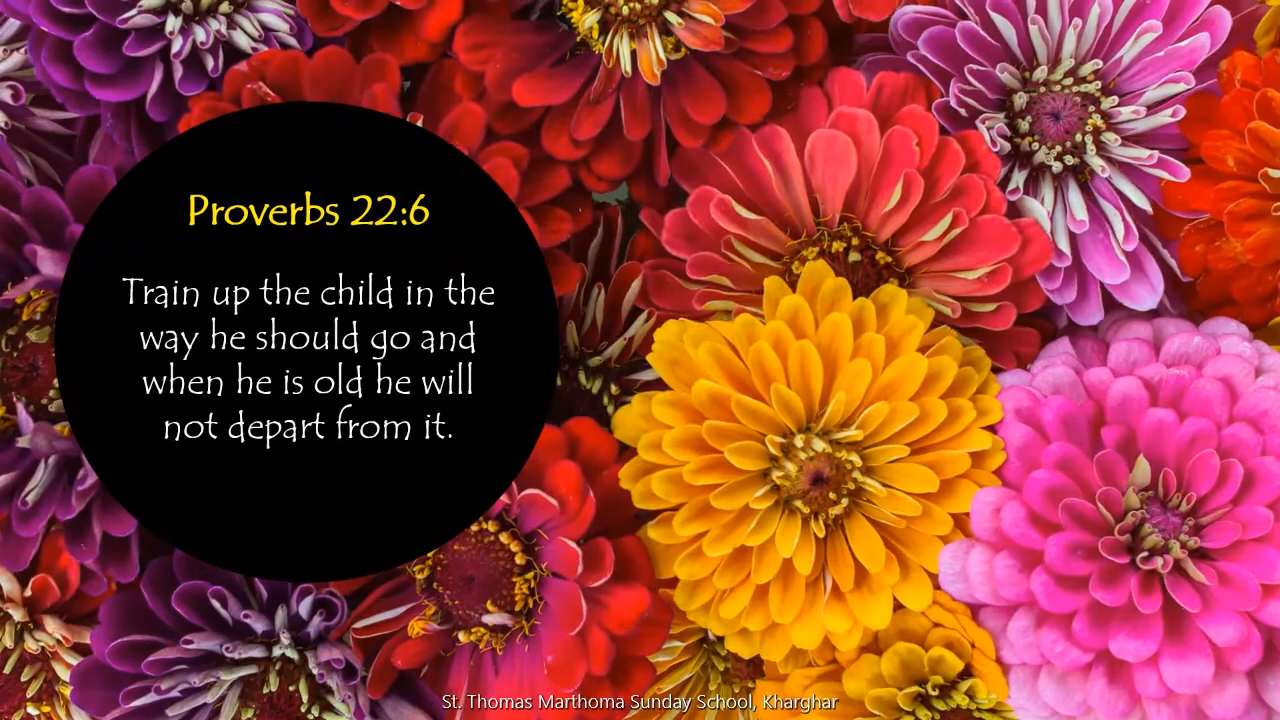 Proverbs 22:6
Train up the child in the
way he should go and
when he is old he will
not depart from it.
St. Thomas Marthoma Sunday School, Kharghar